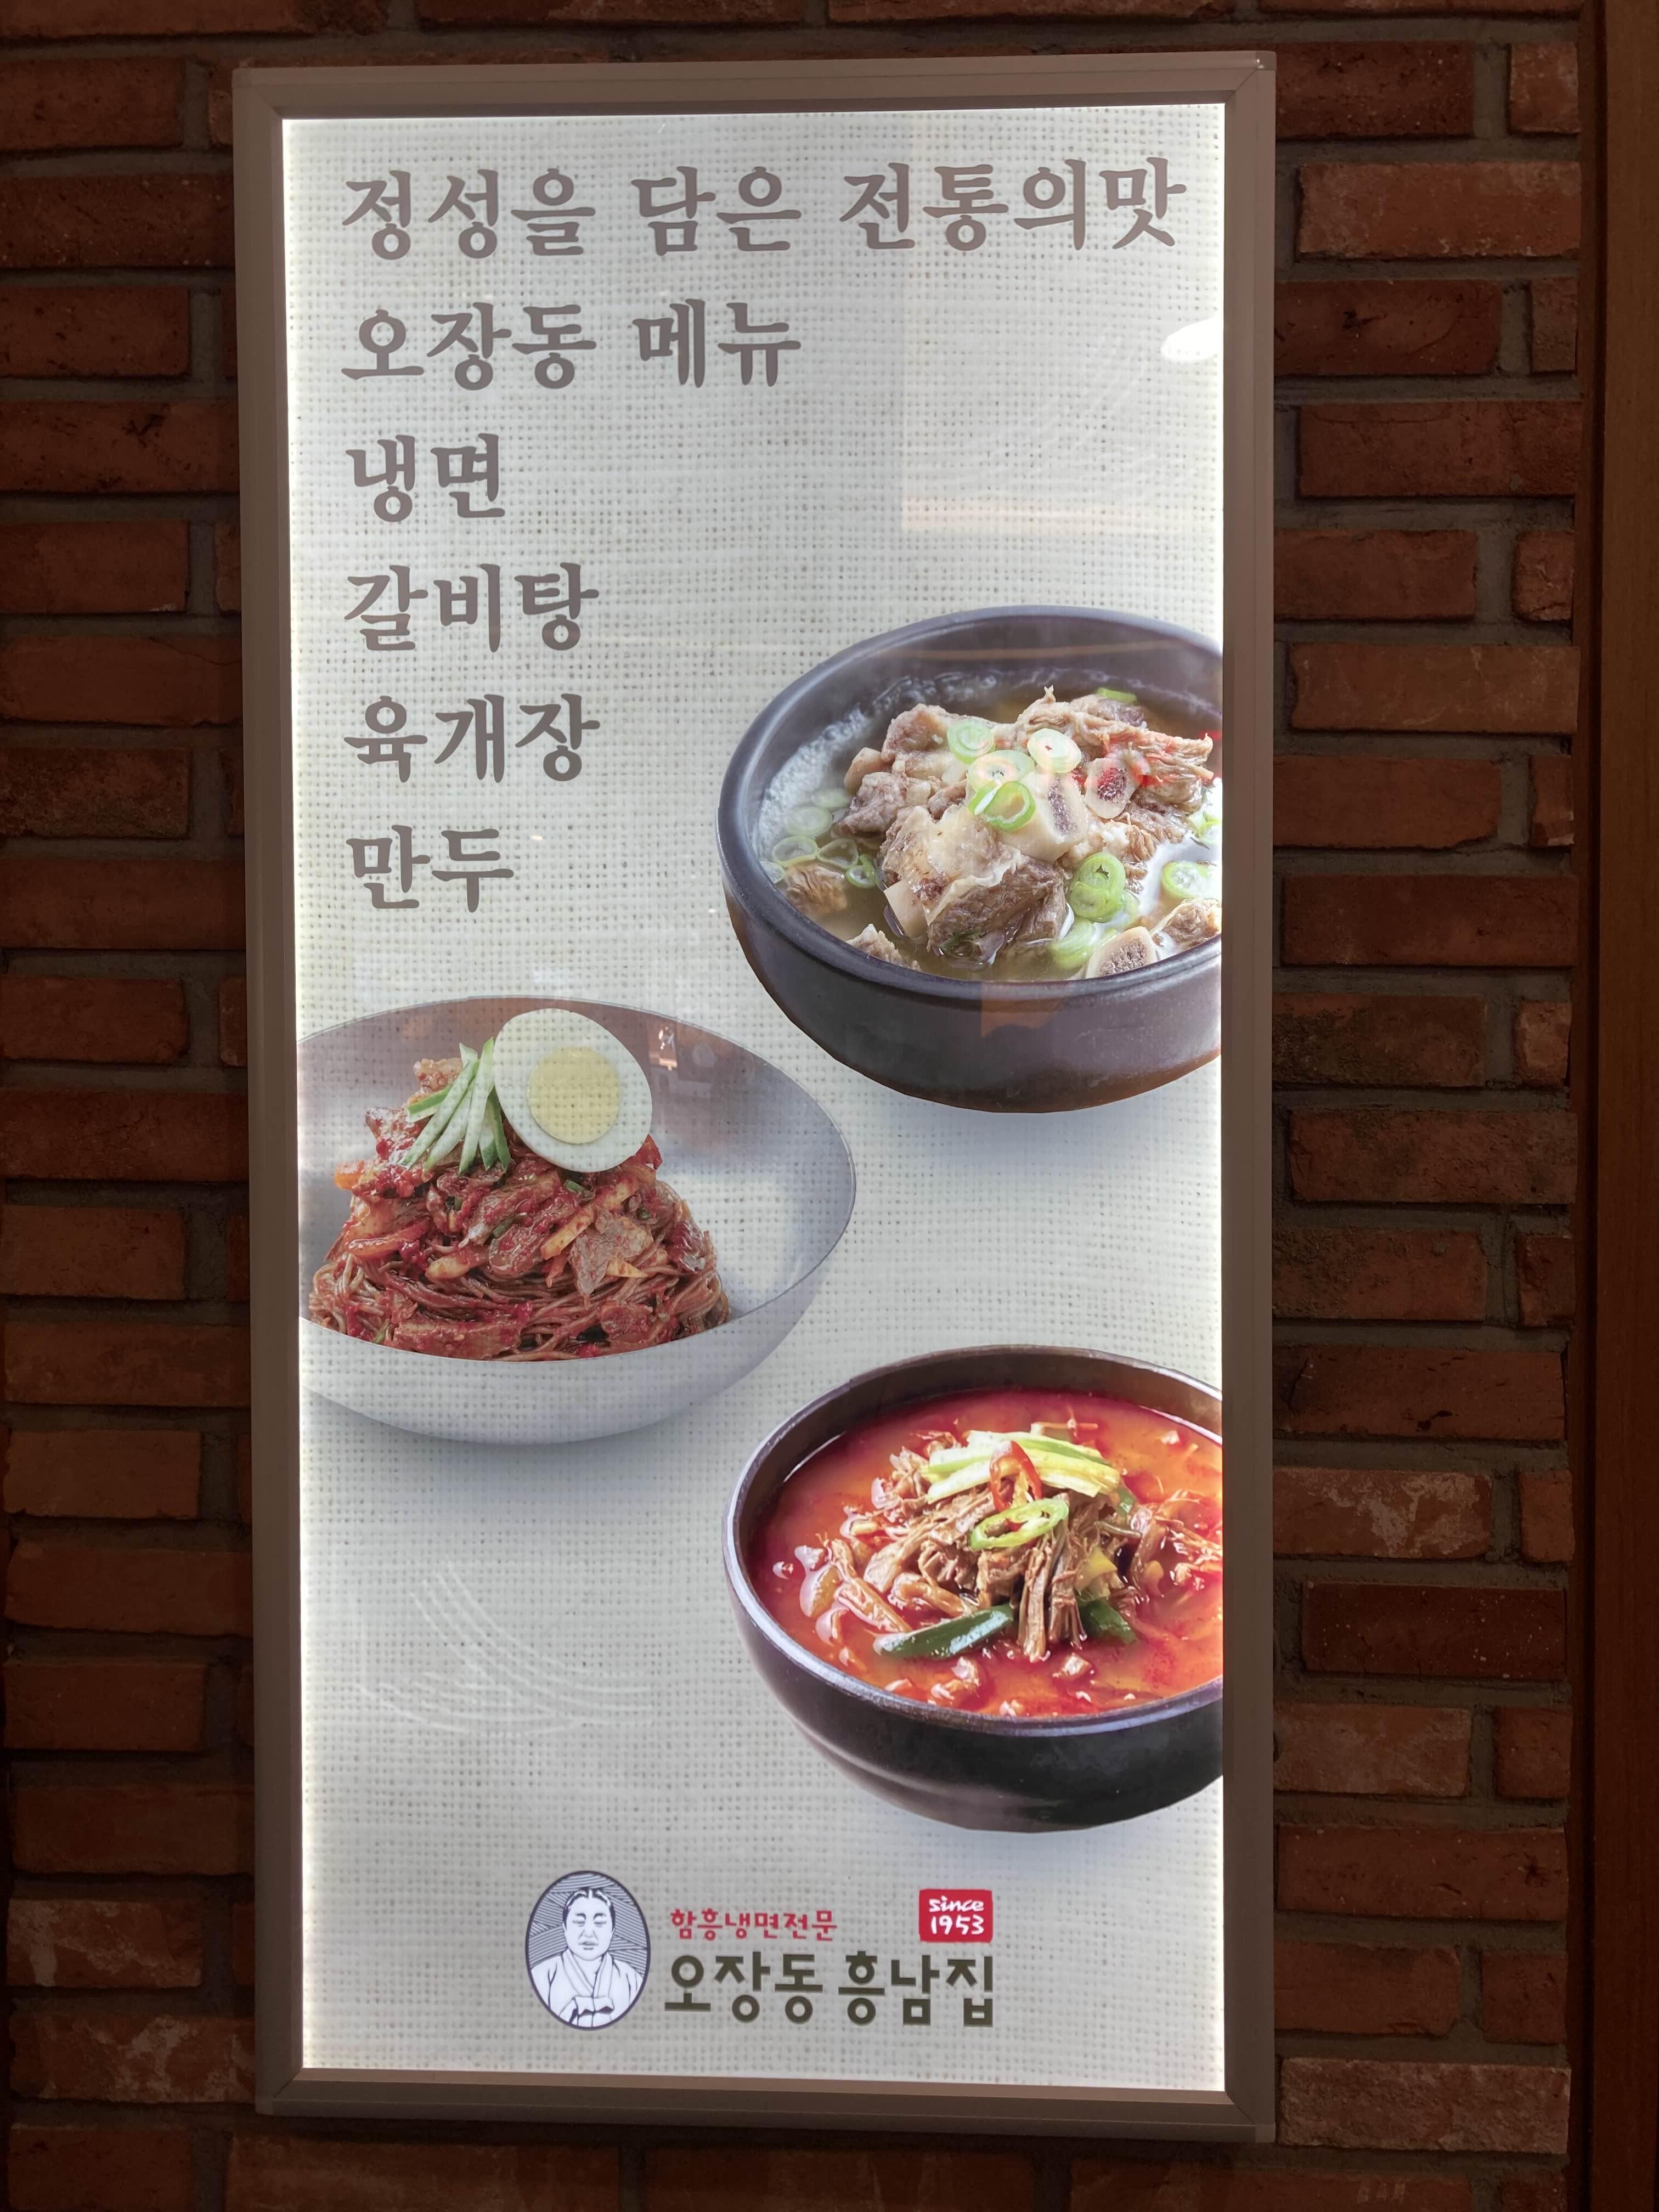 정성을 담은 전통의맛
오장동 메뉴
냉면
갈비탕
육개장
만두
함흥냉면전문
since
1953
오장동 흥남집